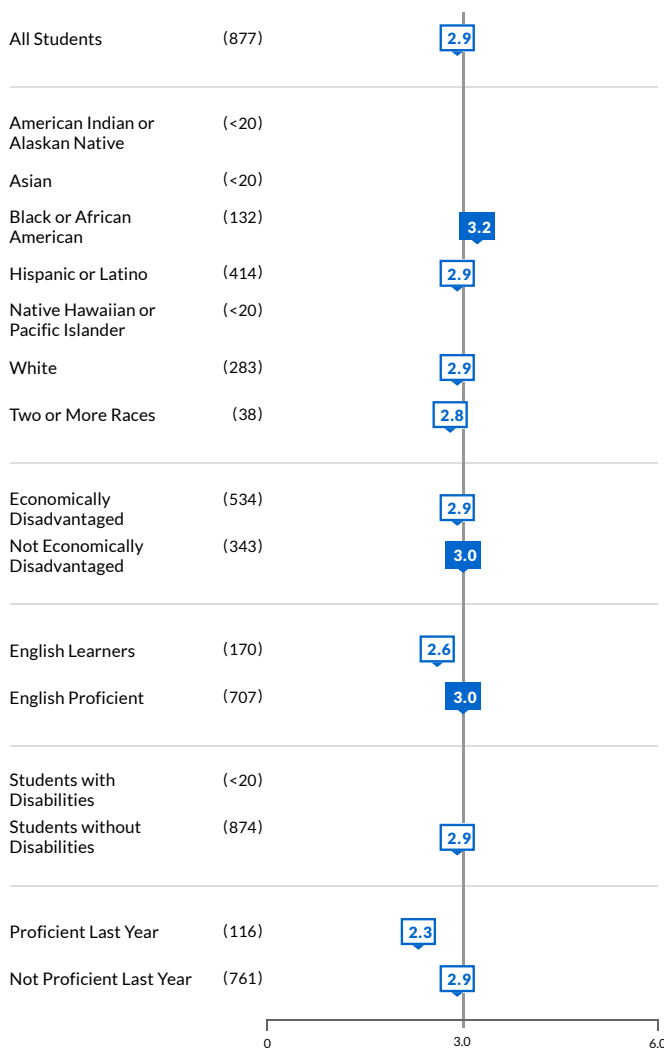 All Students (877) 2.9
American Indian or (<20)
Alaskan Native
Asian (<20)
Black or African (132) 3.2
American
Hispanic or Latino (414) 2.9
Native Hawaiian or (<20)
Pacific Islander
White (283) 2.9
Two or More Races (38) 2.8
Economically (534) 2.9
Disadvantaged
Not Economically (343) 3.0
Disadvantaged
English Learners (170) 2.6
English Proficient (707) 3.0
Students with (<20)
Disabilities
Students without (874) 2.9
Disabilities
Proficient Last Year (116) 2.3
Not Proficient Last Year (761) 2.9
0 3.0 6.0